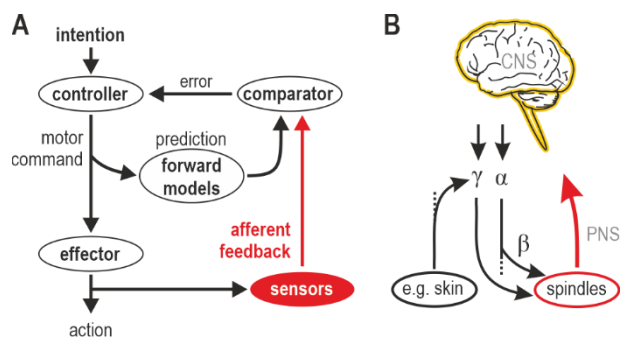 A
intention
controller
error
comparator
motor
command
prediction
forward
models
effector
afferent
feedback
sensors
action
B
CNS
γ α
β
PNS
e.g. skin
spindles